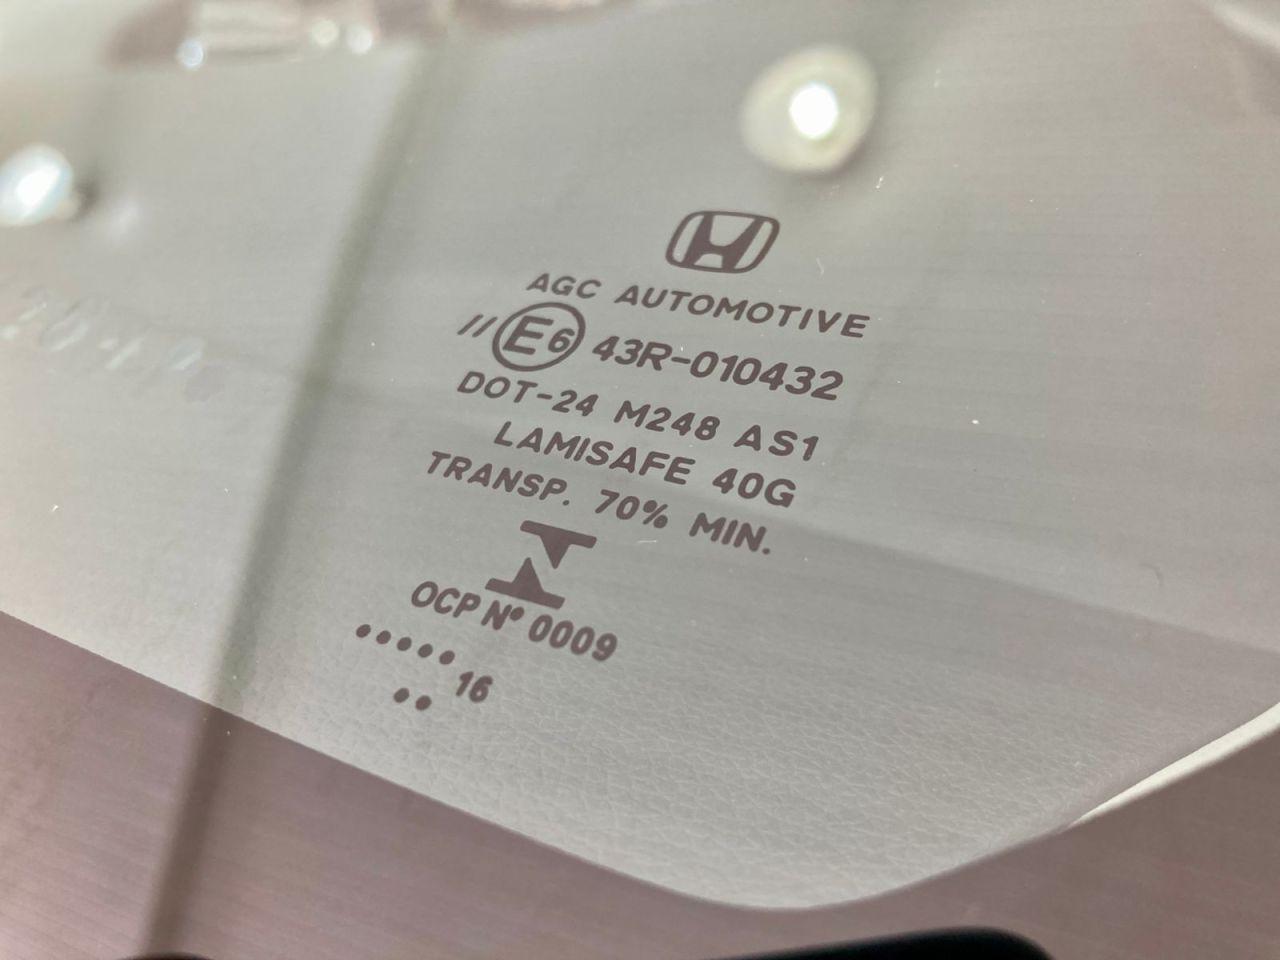 AGC AUTOMOTIVE
// E6 43R-010432
DOT-24 M248 AS1
LAMISAFE 40G
TRANSP. 70% MIN.
N
OCP Nº 0009
••••• 16
••